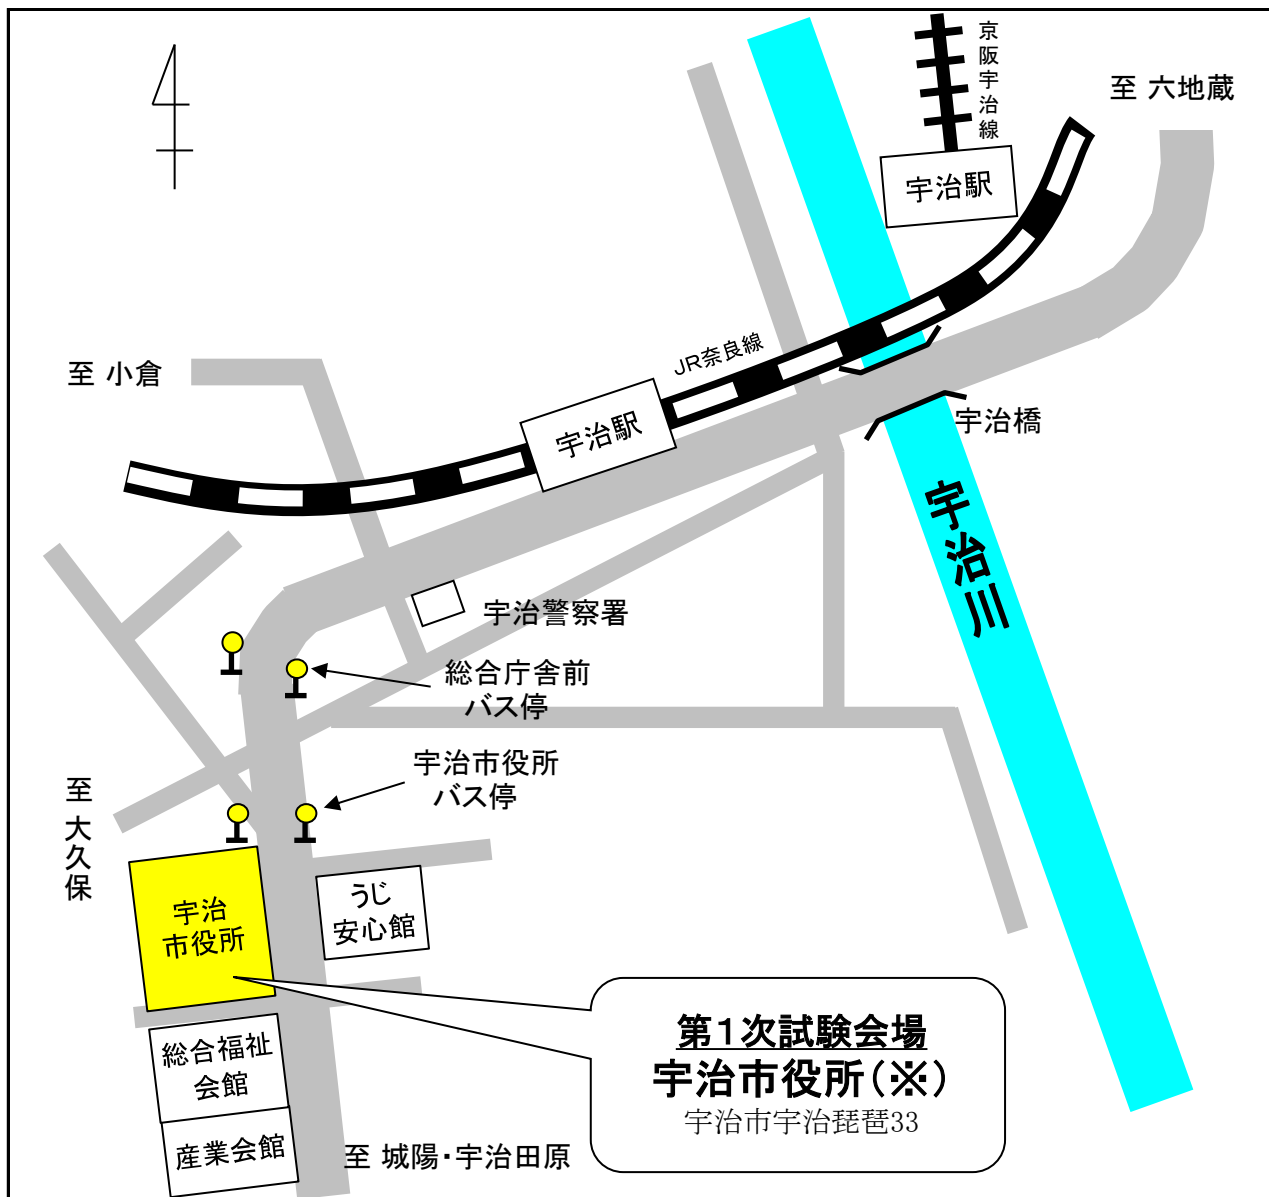 京阪宇治線
至 六地蔵
宇治駅
JR奈良線
至 小倉
宇治駅
宇治橋
宇治川
宇治警察署
総合庁舎前
バス停
宇治市役所
バス停
至 大久保
うじ
安心館
宇治
市役所
第1次試験会場
宇治市役所(※)
宇治市宇治琵琶33
総合福祉
会館
産業会館
至 城陽・宇治田原